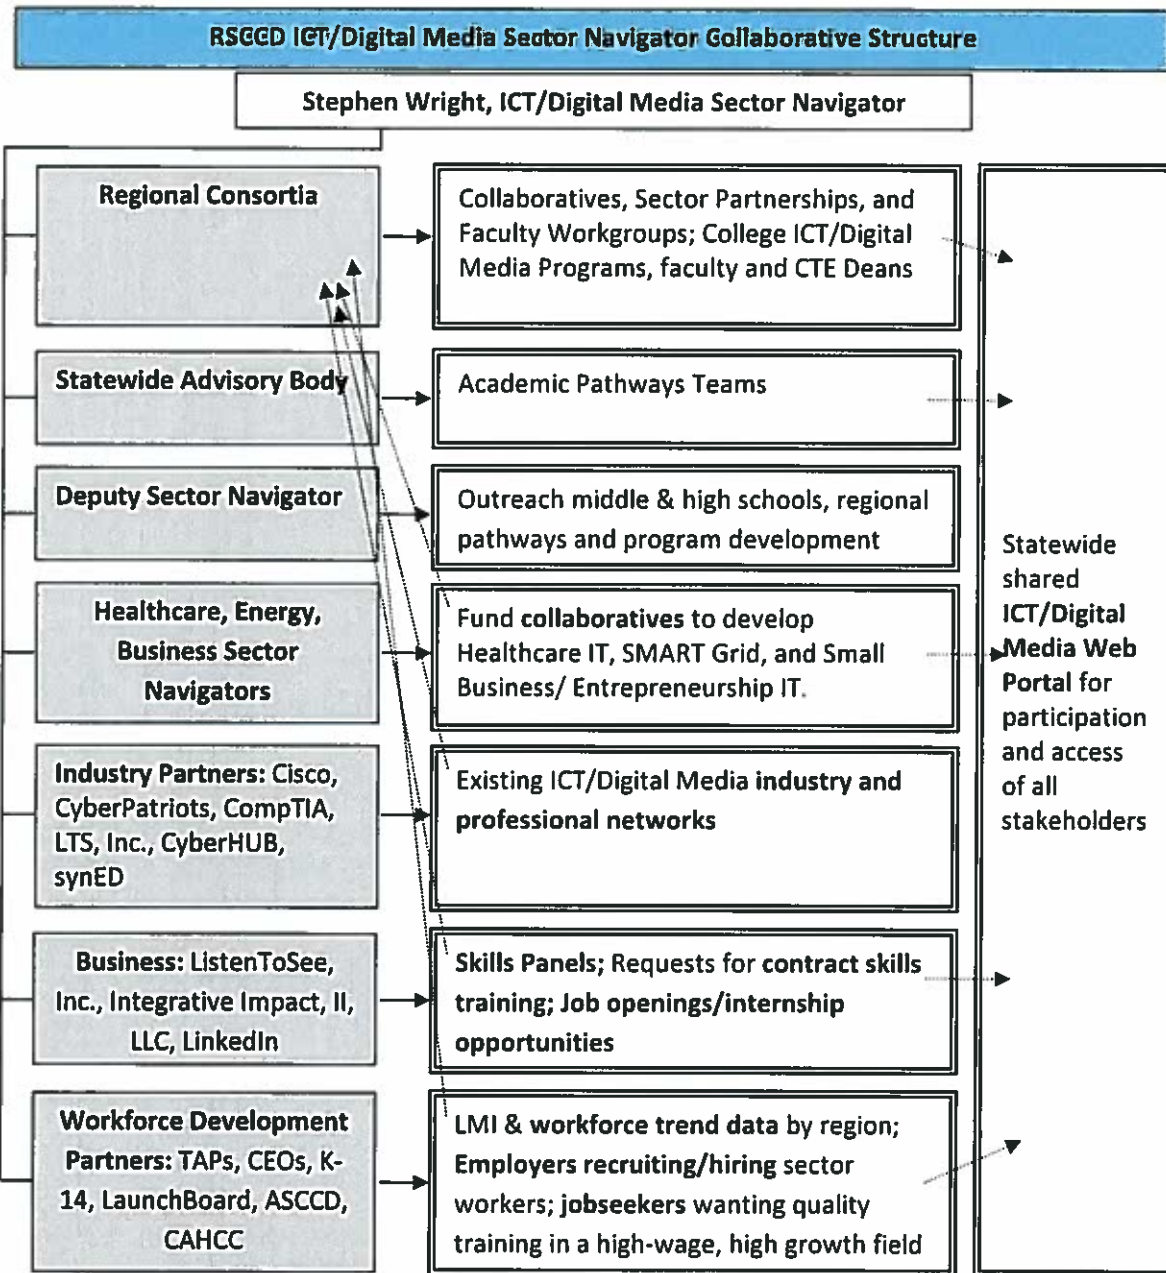 RSCCD ICT/Digital Media Sector Navigator Collaborative Structure
Stephen Wright, ICT/Digital Media Sector Navigator
Regional Consortia
Collaboratives, Sector Partnerships, and
Faculty Workgroups; College ICT/Digital
Media Programs, faculty and CTE Deans
Statewide Advisory Body
Academic Pathways Teams
Deputy Sector Navigator
Outreach middle & high schools, regional
pathways and program development
Healthcare, Energy,
Business Sector
Navigators
Fund collaboratives to develop
Healthcare IT, SMART Grid, and Small
Business/ Entrepreneurship IT.
Industry Partners: Cisco,
CyberPatriots, CompTIA,
LTS, Inc., CyberHUB,
synED
Existing ICT/Digital Media industry and
professional networks
Business: ListenToSee,
Inc., Integrative Impact, II,
LLC, LinkedIn
Skills Panels; Requests for contract skills
training; Job openings/internship
opportunities
Workforce Development
Partners: TAPs, CEOs, K-
14, LaunchBoard, ASCCD,
CAHCC
LMI & workforce trend data by region;
Employers recruiting/hiring sector
workers; jobseekers wanting quality
training in a high-wage, high growth field
Statewide
shared
ICT/Digital
Media Web
Portal for
participation
and access
of all
stakeholders